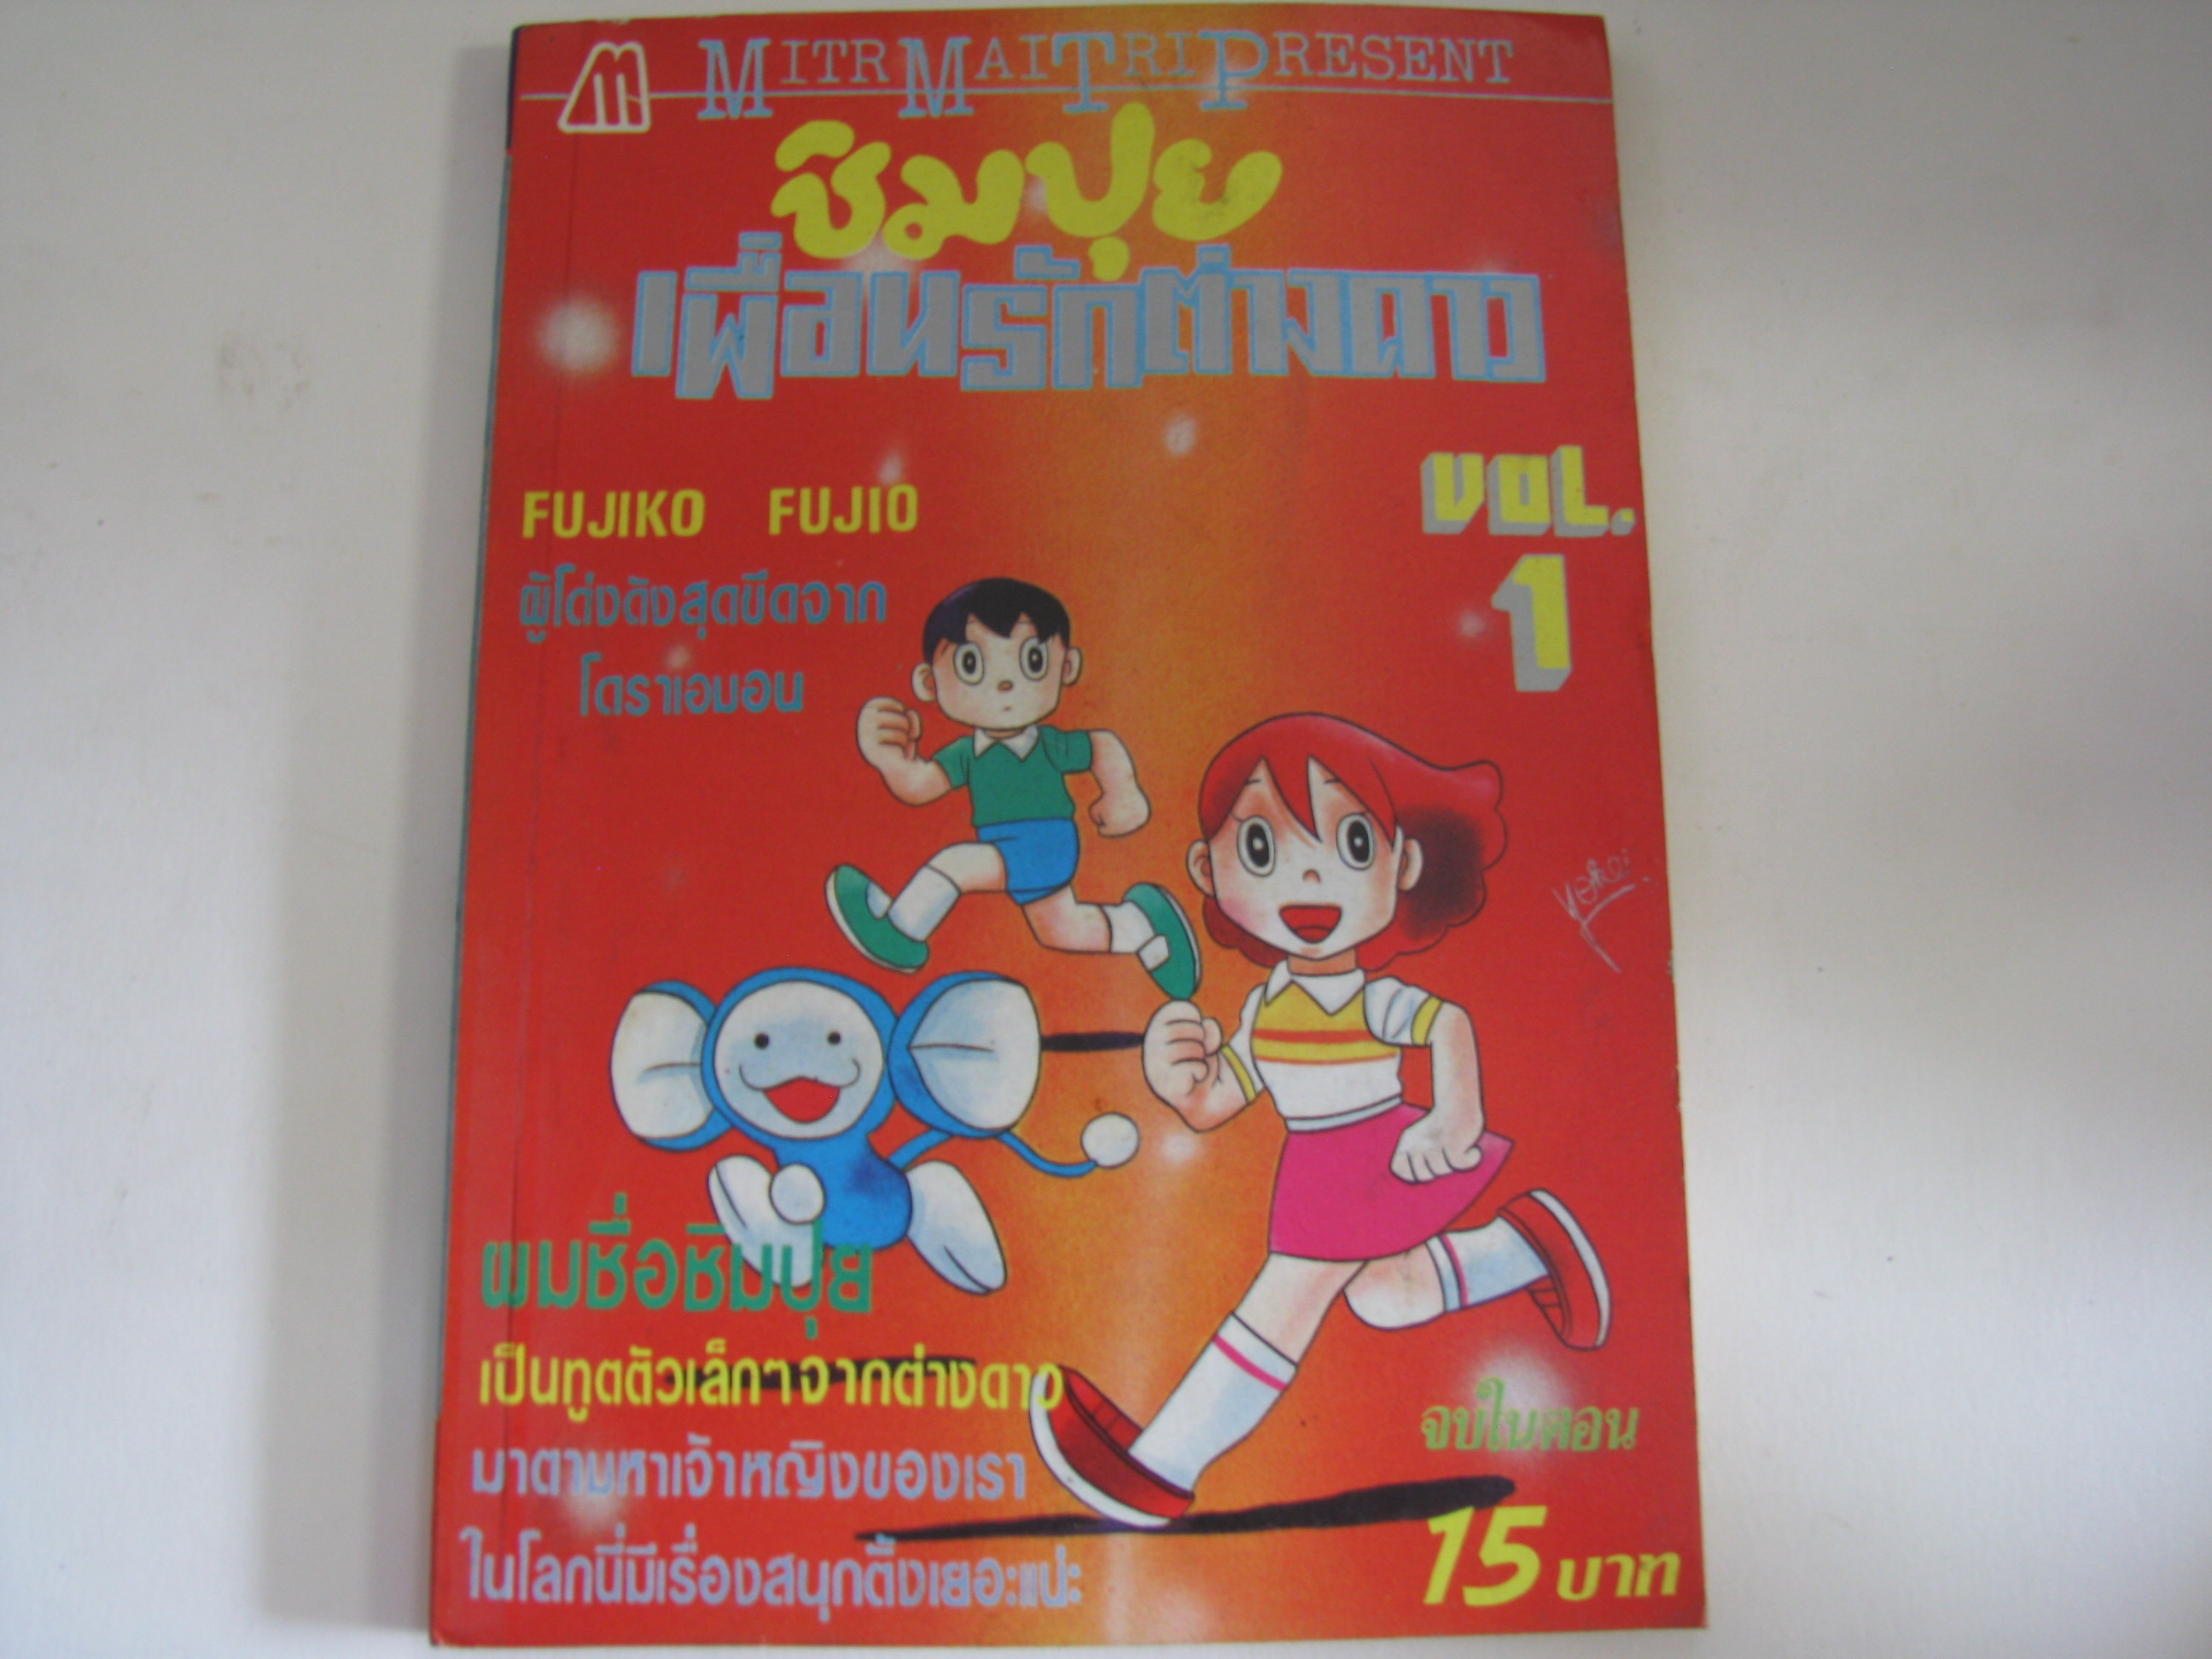 MITR MAI TRI PRESENT
ชิมปุย
เพื่อนรักต่างดาว
VOL.
1
FUJIKO FUJIO
ผู้โด่งดังสุดขีดจาก
โดราเอมอน
ผมชื่อชิมปุย
เป็นทูตตัวเล็กๆจากต่างดาว
มาตามหาเจ้าหญิงของเรา
ในโลกนี้มีเรื่องสนุกตั้งเยอะแน่ะ
จบในตอน
15 บาท